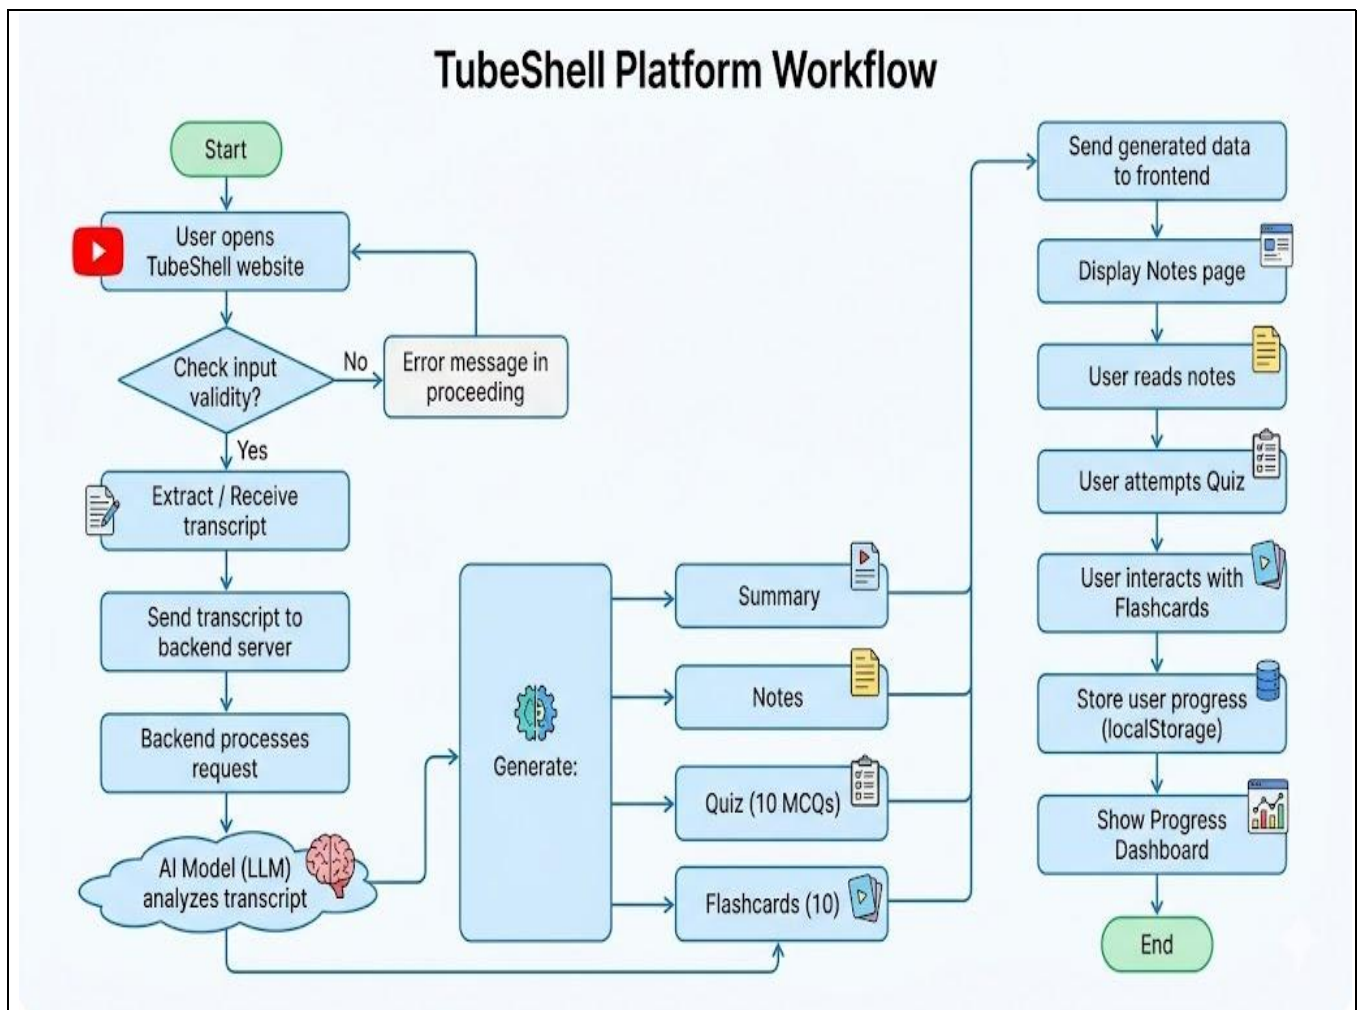 TubeShell Platform Workflow
Start
User opens
TubeShell website
Check input
validity?
No
Error message in
proceeding
Yes
Extract / Receive
transcript
Send transcript to
backend server
Backend processes
request
AI Model (LLM)
analyzes transcript
Generate:
Summary
Notes
Quiz (10 MCQs)
Flashcards (10)
Send generated data
to frontend
Display Notes page
User reads notes
User attempts Quiz
User interacts with
Flashcards
Store user progress
(localStorage)
Show Progress
Dashboard
End